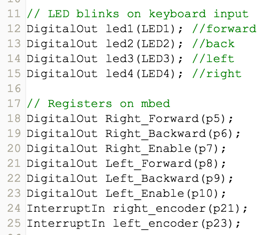 11 // LED blinks on keyboard input
12 DigitalOut led1(LED1); //forward
13 DigitalOut led2(LED2); //back
14 DigitalOut led3(LED3); //left
15 DigitalOut led4(LED4); //right
16
17 // Registers on mbed
18 DigitalOut Right_Forward(p5);
19 DigitalOut Right_Backward(p6);
20 DigitalOut Right_Enable(p7);
21 DigitalOut Left_Forward(p8);
22 DigitalOut Left_Backward(p9);
23 DigitalOut Left_Enable(p10);
24 InterruptIn right_encoder(p21);
25 InterruptIn left_encoder(p23);